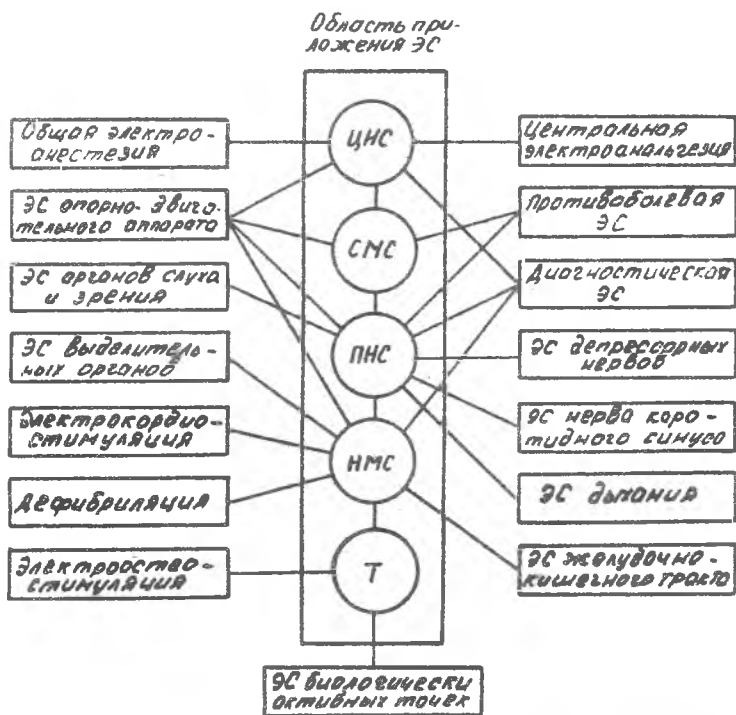 Область при-
ложения ЭС
ЦНС
СМС
ПНС
НМС
Т
Общая электро-
анестезия
ЭС опорно-двига-
тельного аппарата
ЭС органов слуха
и зрения
ЭС выделитель-
ных органов
Электрокардио-
стимуляция
Дефибриляция
Электроостео-
стимуляция
Центральная
электроанальгезия
Противоболевая
ЭС
Диагностическая
ЭС
ЭС депрессорных
нервов
ЭС нерва каро-
тидного синуса
ЭС дыхания
ЭС желудочно-
кишечного тракта
ЭС биологически
активных точек